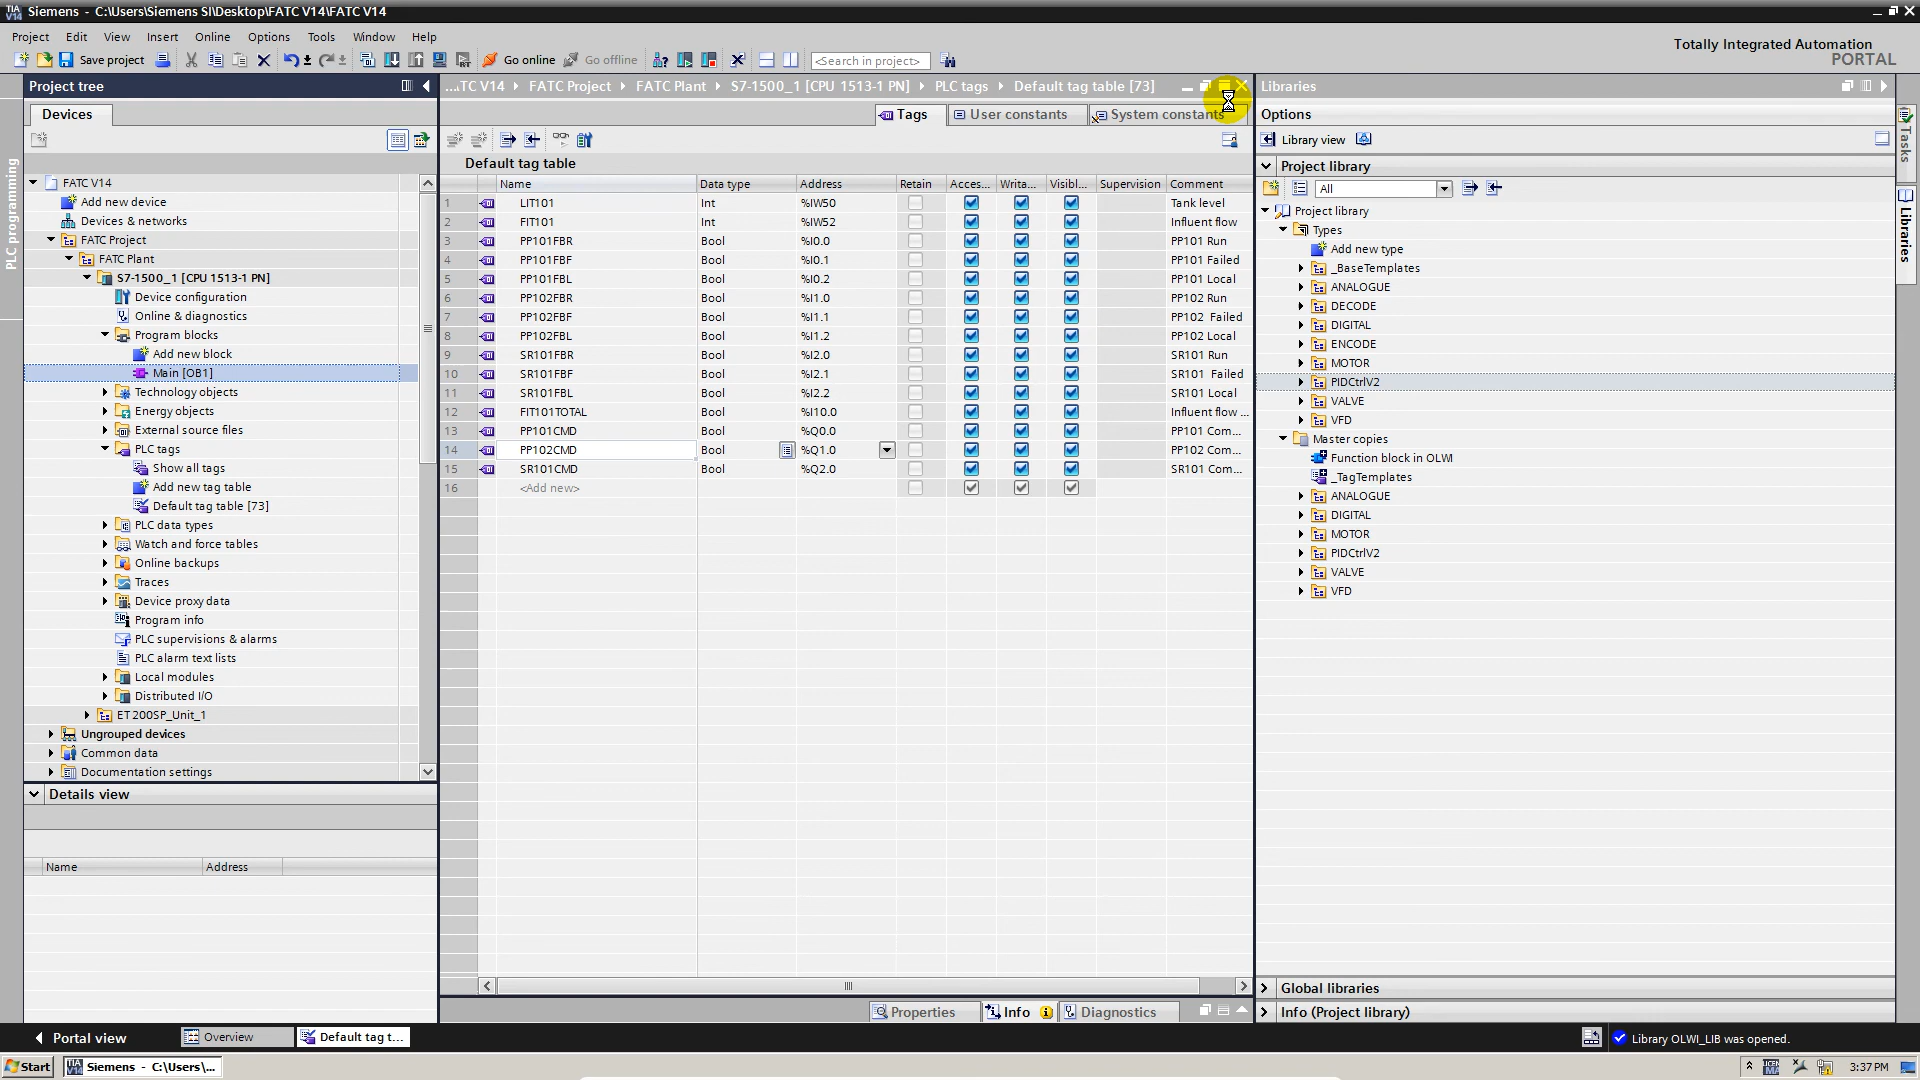 Siemens - C:\Users\Siemens SI\Desktop\FATC V14\FATC V14
Project Edit View Insert Online Options Tools Window Help
Totally Integrated Automation
PORTAL
Save project
Go online
Go offline
<Search in project>
Project tree
...TC V14 FATC Project FATC Plant S7-1500_1 [CPU 1513-1 PN] PLC tags Default tag table [73]
Libraries
Devices
Tags User constants System constants
Options
Library view
PLC programming
Tasks
Libraries
FATC V14
Add new device
Devices & networks
FATC Project
FATC Plant
S7-1500_1 [CPU 1513-1 PN]
Device configuration
Online & diagnostics
Program blocks
Add new block
Main [OB1]
Technology objects
Energy objects
External source files
PLC tags
Show all tags
Add new tag table
Default tag table [73]
PLC data types
Watch and force tables
Online backups
Traces
Device proxy data
Program info
PLC supervisions & alarms
PLC alarm text lists
Local modules
Distributed I/O
ET 200SP_Unit_1
Ungrouped devices
Common data
Documentation settings
Details view
Name Address
Default tag table
Name Data type Address Retain Acces... Writa... Visibl... Supervision Comment
1 LIT101 Int %IW50 Tank level
2 FIT101 Int %IW52 Influent flow
3 PP101FBR Bool %I0.0 PP101 Run
4 PP101FBF Bool %I0.1 PP101 Failed
5 PP101FBL Bool %I0.2 PP101 Local
6 PP102FBR Bool %I1.0 PP102 Run
7 PP102FBF Bool %I1.1 PP102 Failed
8 PP102FBL Bool %I1.2 PP102 Local
9 SR101FBR Bool %I2.0 SR101 Run
10 SR101FBF Bool %I2.1 SR101 Failed
11 SR101FBL Bool %I2.2 SR101 Local
12 FIT101TOTAL Bool %I10.0 Influent flow ...
13 PP101CMD Bool %Q0.0 PP101 Com...
14 PP102CMD Bool %Q1.0 PP102 Com...
15 SR101CMD Bool %Q2.0 SR101 Com...
16 <Add new>
Properties Info Diagnostics
Project library
All
Project library
Types
Add new type
_BaseTemplates
ANALOGUE
DECODE
DIGITAL
ENCODE
MOTOR
PIDCtrlV2
VALVE
VFD
Master copies
Function block in OLWI
_TagTemplates
ANALOGUE
DIGITAL
MOTOR
PIDCtrlV2
VALVE
VFD
Global libraries
Info (Project library)
Portal view Overview Default tag t...
Library OLWI_LIB was opened.
Start Siemens - C:\Users\... 3:37 PM